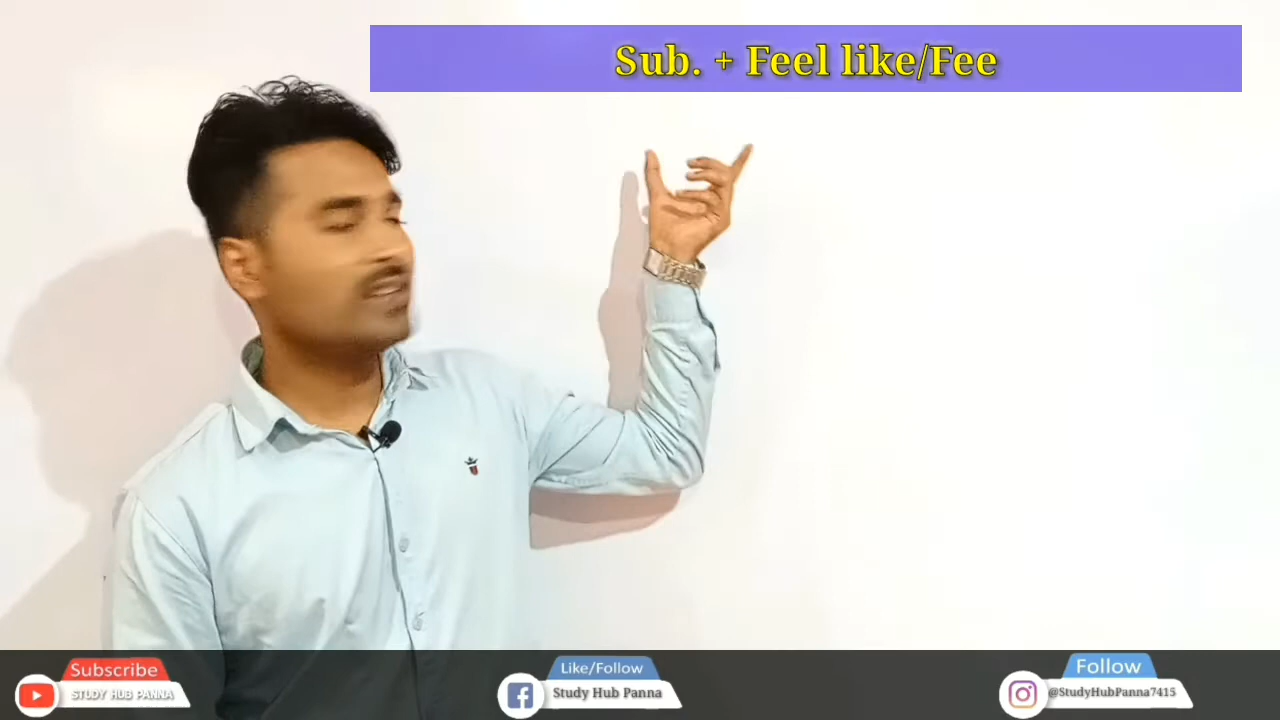 Sub. + Feel like/Fee
Subscribe
STUDY HUB PANNA
Like/Follow
Study Hub Panna
Follow
@StudyHubPanna7415